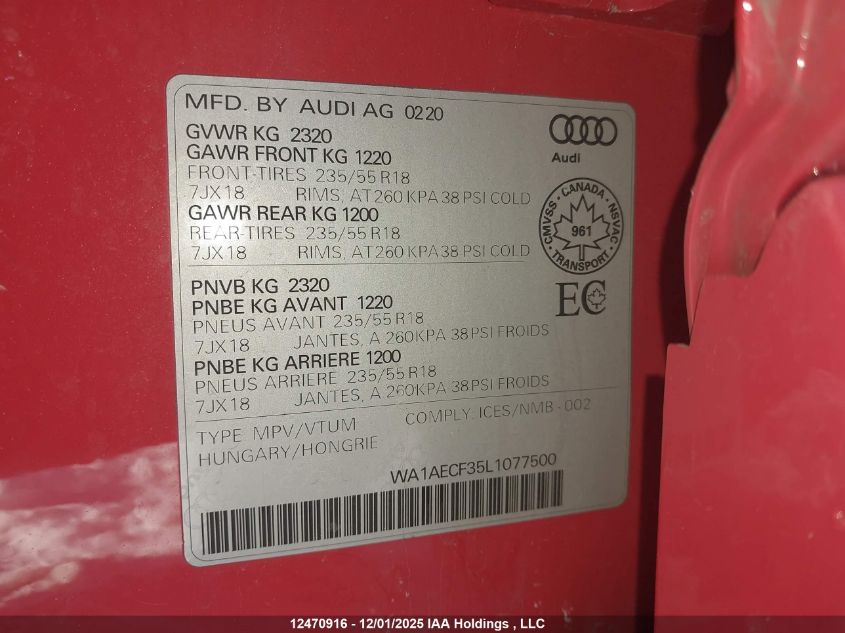 MFD. BY AUDI AG 0220
GVWR KG 2320
GAWR FRONT KG 1220
FRONT-TIRES 235/55 R18
7JX18 RIMS, AT 260 KPA 38 PSI COLD
GAWR REAR KG 1200
REAR-TIRES 235/55 R18
7JX18 RIMS, AT 260 KPA 38 PSI COLD
Audi
CANADA
CMVSS
NSVAC
961
TRANSPORT
EC
PNVB KG 2320
PNBE KG AVANT 1220
PNEUS AVANT 235/55 R18
7JX18 JANTES, A 260KPA 38 PSI FROIDS
PNBE KG ARRIERE 1200
PNEUS ARRIERE 235/55 R18
7JX18 JANTES, A 260KPA 38 PSI FROIDS
TYPE MPV/VTUM COMPLY. ICES/NMB-002
HUNGARY/HONGRIE
WA1AECF35L1077500
12470916 - 12/01/2025 IAA Holdings , LLC